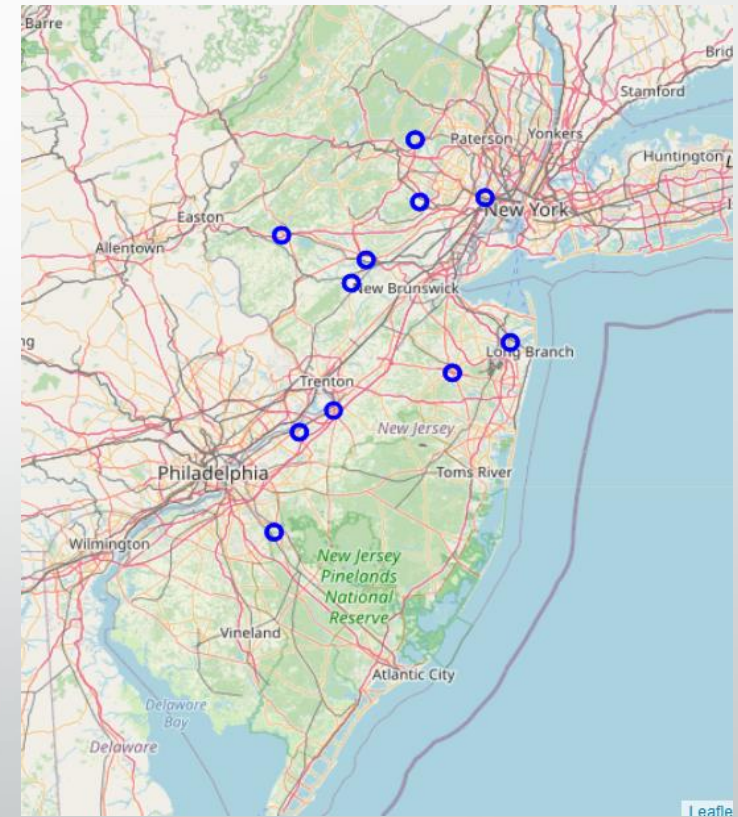 -Barre
Brid
Stamford
Paterson
Yonkers
Huntington
L
New York
Easton
Allentown
New Brunswick
ng
Long Branch
Trenton
New Jersey
Philadelphia
Toms River
Wilmington
New Jersey
Pinelands
National
Reserve
Vineland
Atlantic City
Delaware
Bay
Delaware
Leafle